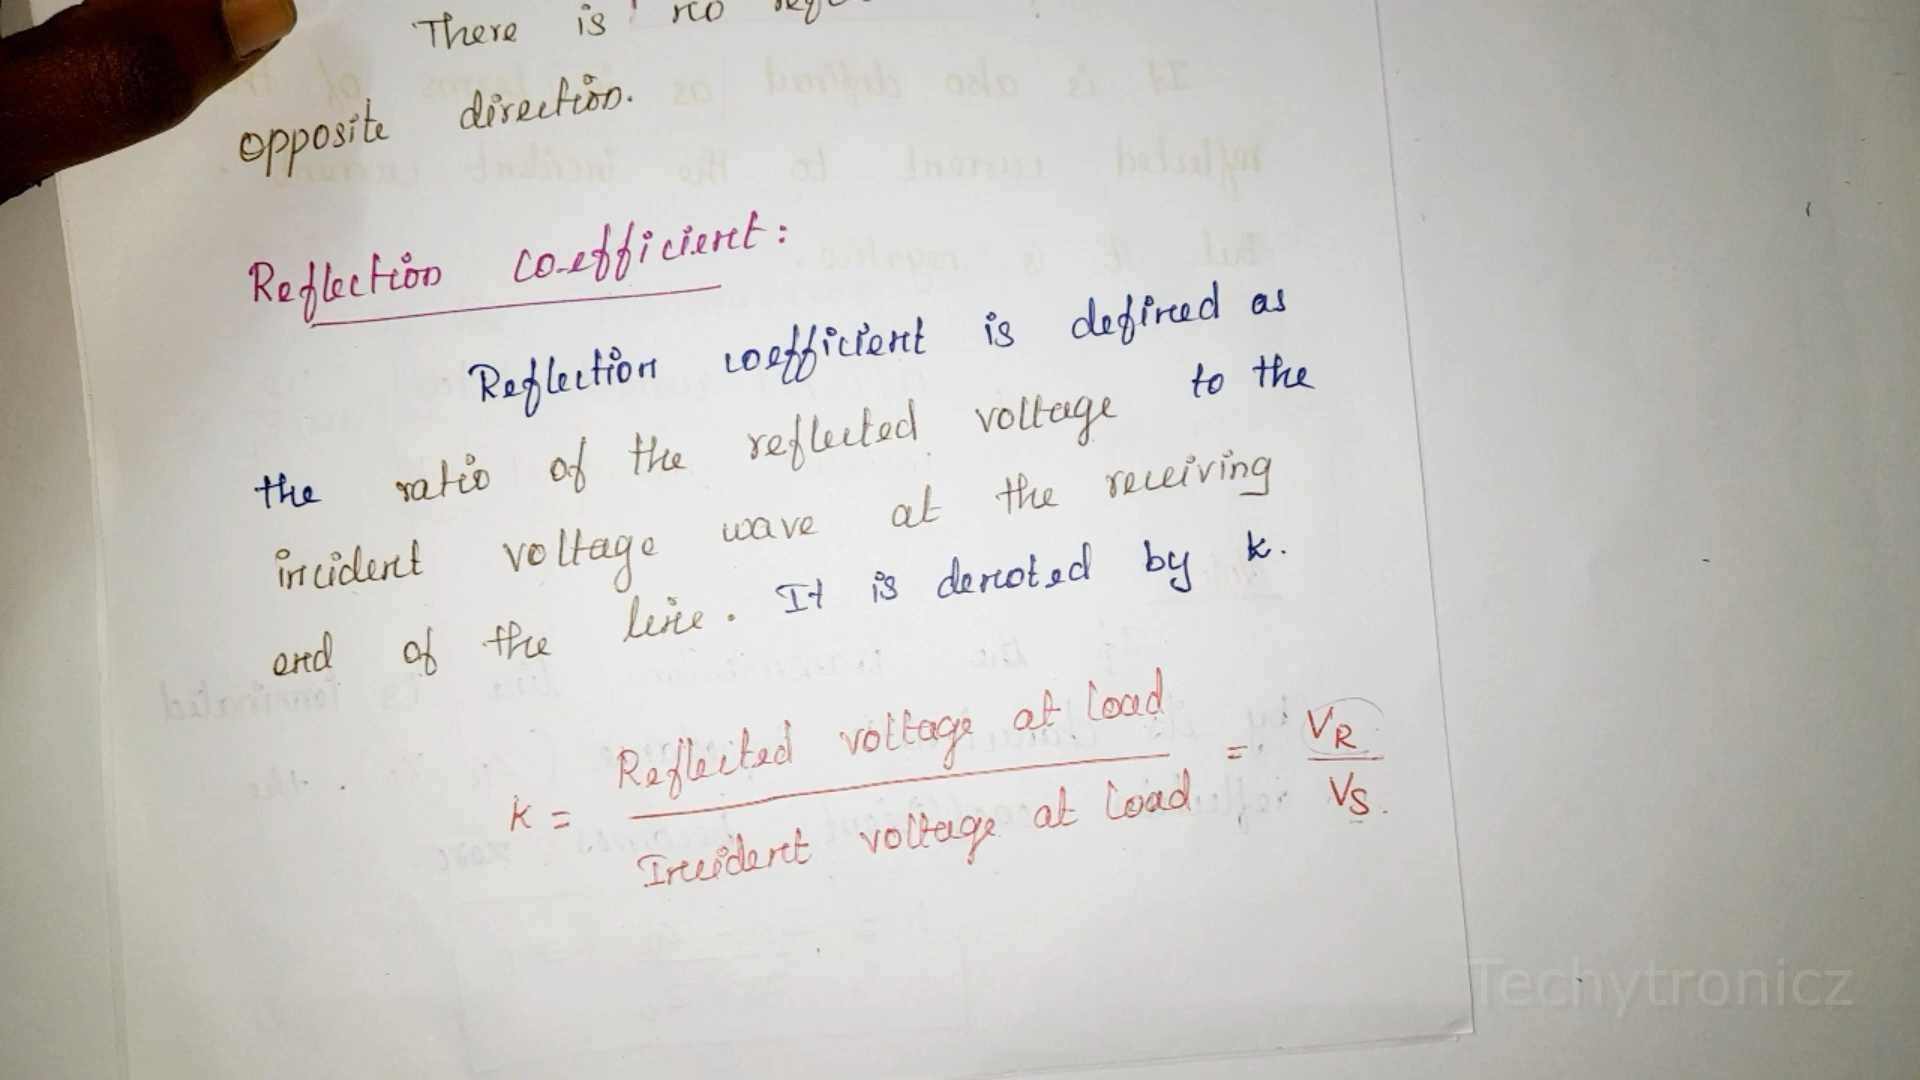 There is no
opposite direction.
Reflection co-efficient:
Reflection coefficient is defined as
the ratio of the reflected voltage to the
incident voltage wave at the receiving
end of the line. It is denoted by k.
k = Reflected voltage at load / Incident voltage at load = VR / VS.
Techytronicz